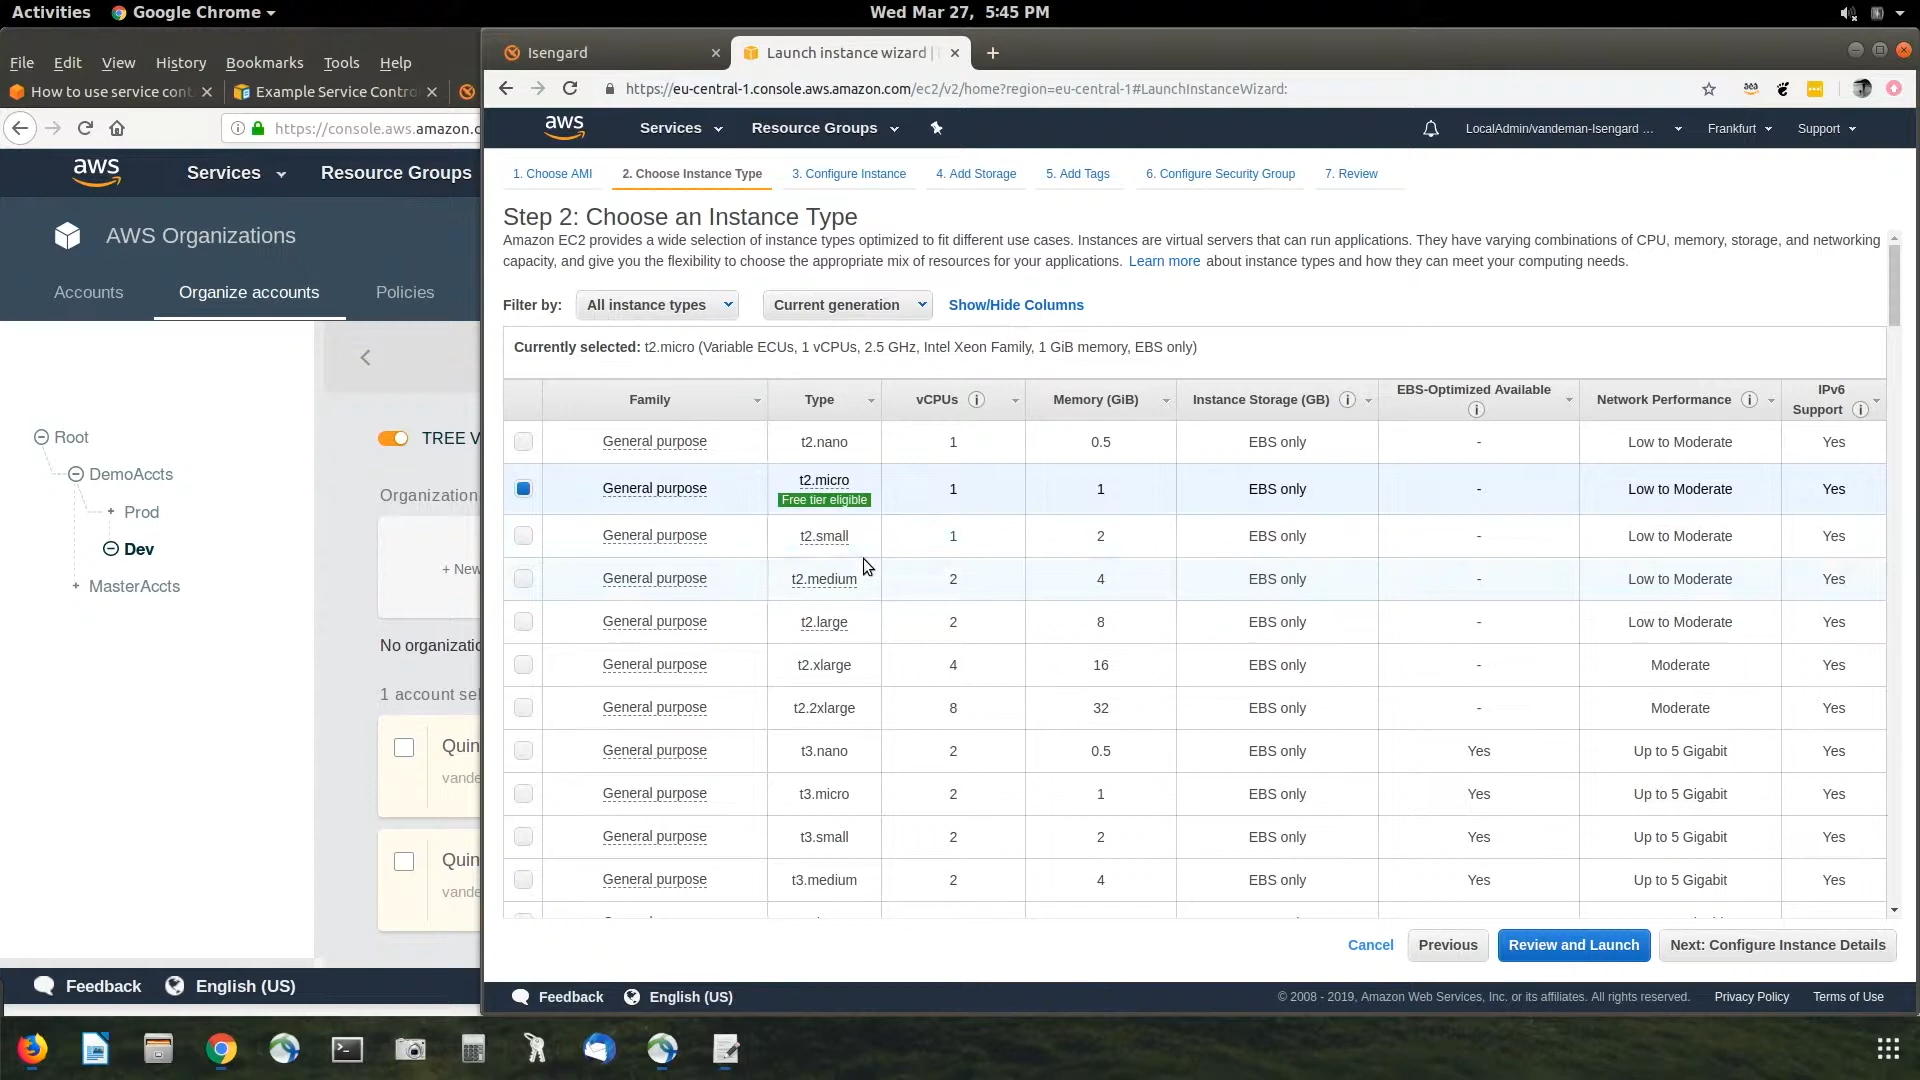 Activities
Google Chrome
Wed Mar 27, 5:45 PM
File Edit View History Bookmarks Tools Help
How to use service cont
Example Service Contro
https://console.aws.amazon.c
aws
Services
Resource Groups
AWS Organizations
Accounts
Organize accounts
Policies
Root
DemoAccts
Prod
Dev
MasterAccts
TREE V
Organization
+ New
No organizatio
1 account sel
Quin
vande
Quin
vande
Feedback
English (US)
Isengard
Launch instance wizard |
https://eu-central-1.console.aws.amazon.com/ec2/v2/home?region=eu-central-1#LaunchInstanceWizard:
aws
Services
Resource Groups
LocalAdmin/vandeman-Isengard ...
Frankfurt
Support
1. Choose AMI
2. Choose Instance Type
3. Configure Instance
4. Add Storage
5. Add Tags
6. Configure Security Group
7. Review
Step 2: Choose an Instance Type
Amazon EC2 provides a wide selection of instance types optimized to fit different use cases. Instances are virtual servers that can run applications. They have varying combinations of CPU, memory, storage, and networking
capacity, and give you the flexibility to choose the appropriate mix of resources for your applications. Learn more about instance types and how they can meet your computing needs.
Filter by: All instance types Current generation Show/Hide Columns
Currently selected: t2.micro (Variable ECUs, 1 vCPUs, 2.5 GHz, Intel Xeon Family, 1 GiB memory, EBS only)
Family Type vCPUs Memory (GiB) Instance Storage (GB) EBS-Optimized Available Network Performance IPv6 Support
General purpose t2.nano 1 0.5 EBS only - Low to Moderate Yes
General purpose t2.micro Free tier eligible 1 1 EBS only - Low to Moderate Yes
General purpose t2.small 1 2 EBS only - Low to Moderate Yes
General purpose t2.medium 2 4 EBS only - Low to Moderate Yes
General purpose t2.large 2 8 EBS only - Low to Moderate Yes
General purpose t2.xlarge 4 16 EBS only - Moderate Yes
General purpose t2.2xlarge 8 32 EBS only - Moderate Yes
General purpose t3.nano 2 0.5 EBS only Yes Up to 5 Gigabit Yes
General purpose t3.micro 2 1 EBS only Yes Up to 5 Gigabit Yes
General purpose t3.small 2 2 EBS only Yes Up to 5 Gigabit Yes
General purpose t3.medium 2 4 EBS only Yes Up to 5 Gigabit Yes
Cancel
Previous
Review and Launch
Next: Configure Instance Details
Feedback
English (US)
© 2008 - 2019, Amazon Web Services, Inc. or its affiliates. All rights reserved.
Privacy Policy
Terms of Use